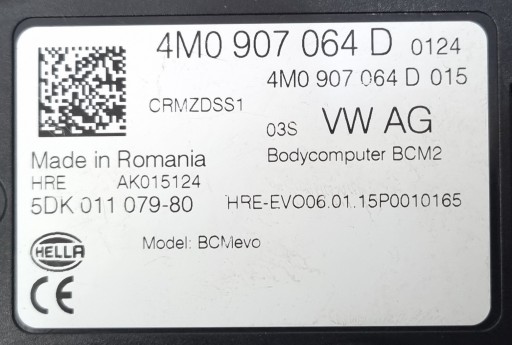 4M0 907 064 D 0124
4M0 907 064 D 015
CRMZDSS1
03S VW AG
Made in Romania Bodycomputer BCM2
HRE AK015124
5DK 011 079-80 HRE-EVO06.01.15P0010165
HELLA Model: BCMevo
CE